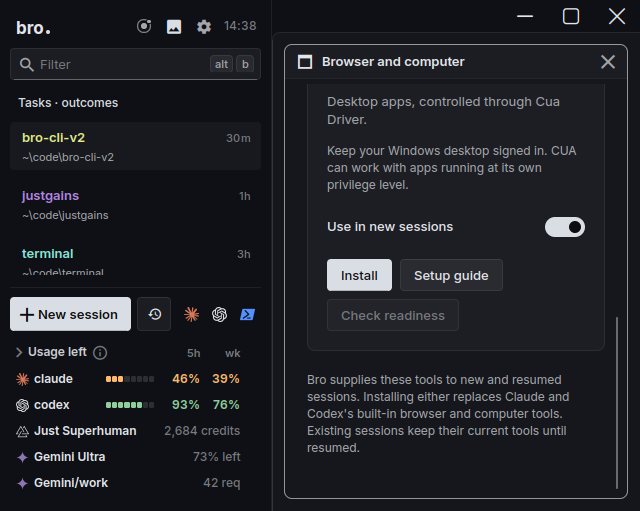 bro.
14:38
Filter
alt
b
Tasks · outcomes
bro-cli-v2
30m
~\code\bro-cli-v2
justgains
1h
~\code\justgains
terminal
3h
~\code\terminal
New session
Usage left
5h
wk
claude
46%
39%
codex
93%
76%
Just Superhuman
2,684 credits
Gemini Ultra
73% left
Gemini/work
42 req
Browser and computer
Desktop apps, controlled through Cua
Driver.
Keep your Windows desktop signed in. CUA
can work with apps running at its own
privilege level.
Use in new sessions
Install
Setup guide
Check readiness
Bro supplies these tools to new and resumed
sessions. Installing either replaces Claude and
Codex's built-in browser and computer tools.
Existing sessions keep their current tools until
resumed.